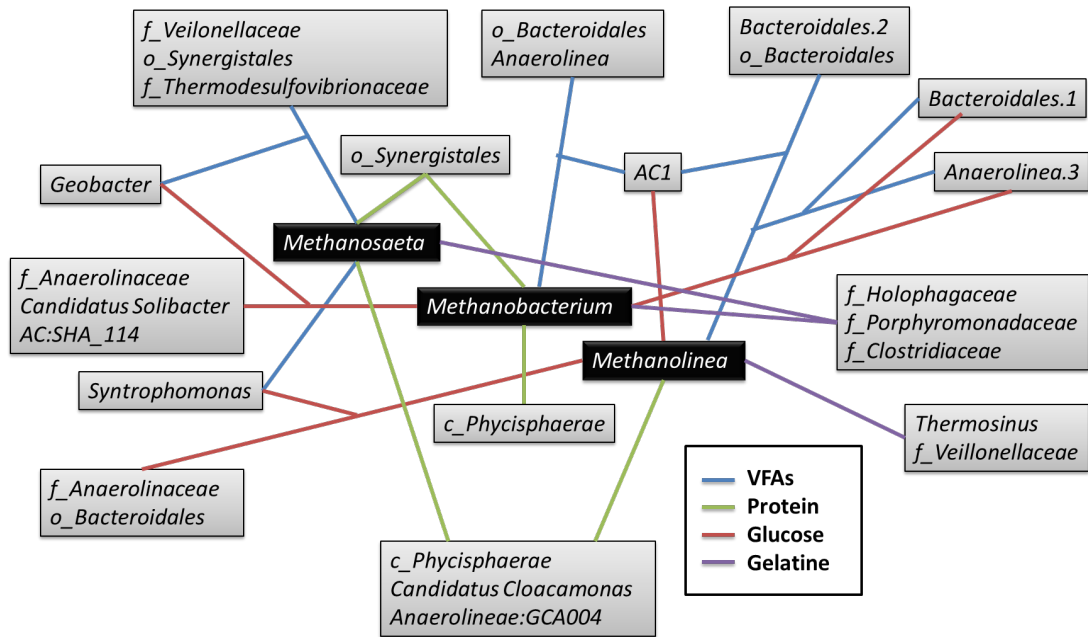 f_Veilonellaceae
o_Synergistales
f_Thermodesulfovibrionaceae
o_Bacteroidales
Anaerolinea
Bacteroidales.2
o_Bacteroidales
Bacteroidales.1
o_Synergistales
Geobacter
AC1
Anaerolinea.3
Methanosaeta
f_Anaerolinaceae
Candidatus Solibacter
AC:SHA_114
Methanobacterium
f_Holophagaceae
f_Porphyromonadaceae
f_Clostridiaceae
Methanolinea
Syntrophomonas
c_Phycisphaerae
Thermosinus
f_Veillonellaceae
f_Anaerolinaceae
o_Bacteroidales
VFAs
Protein
Glucose
Gelatine
c_Phycisphaerae
Candidatus Cloacamonas
Anaerolineae:GCA004